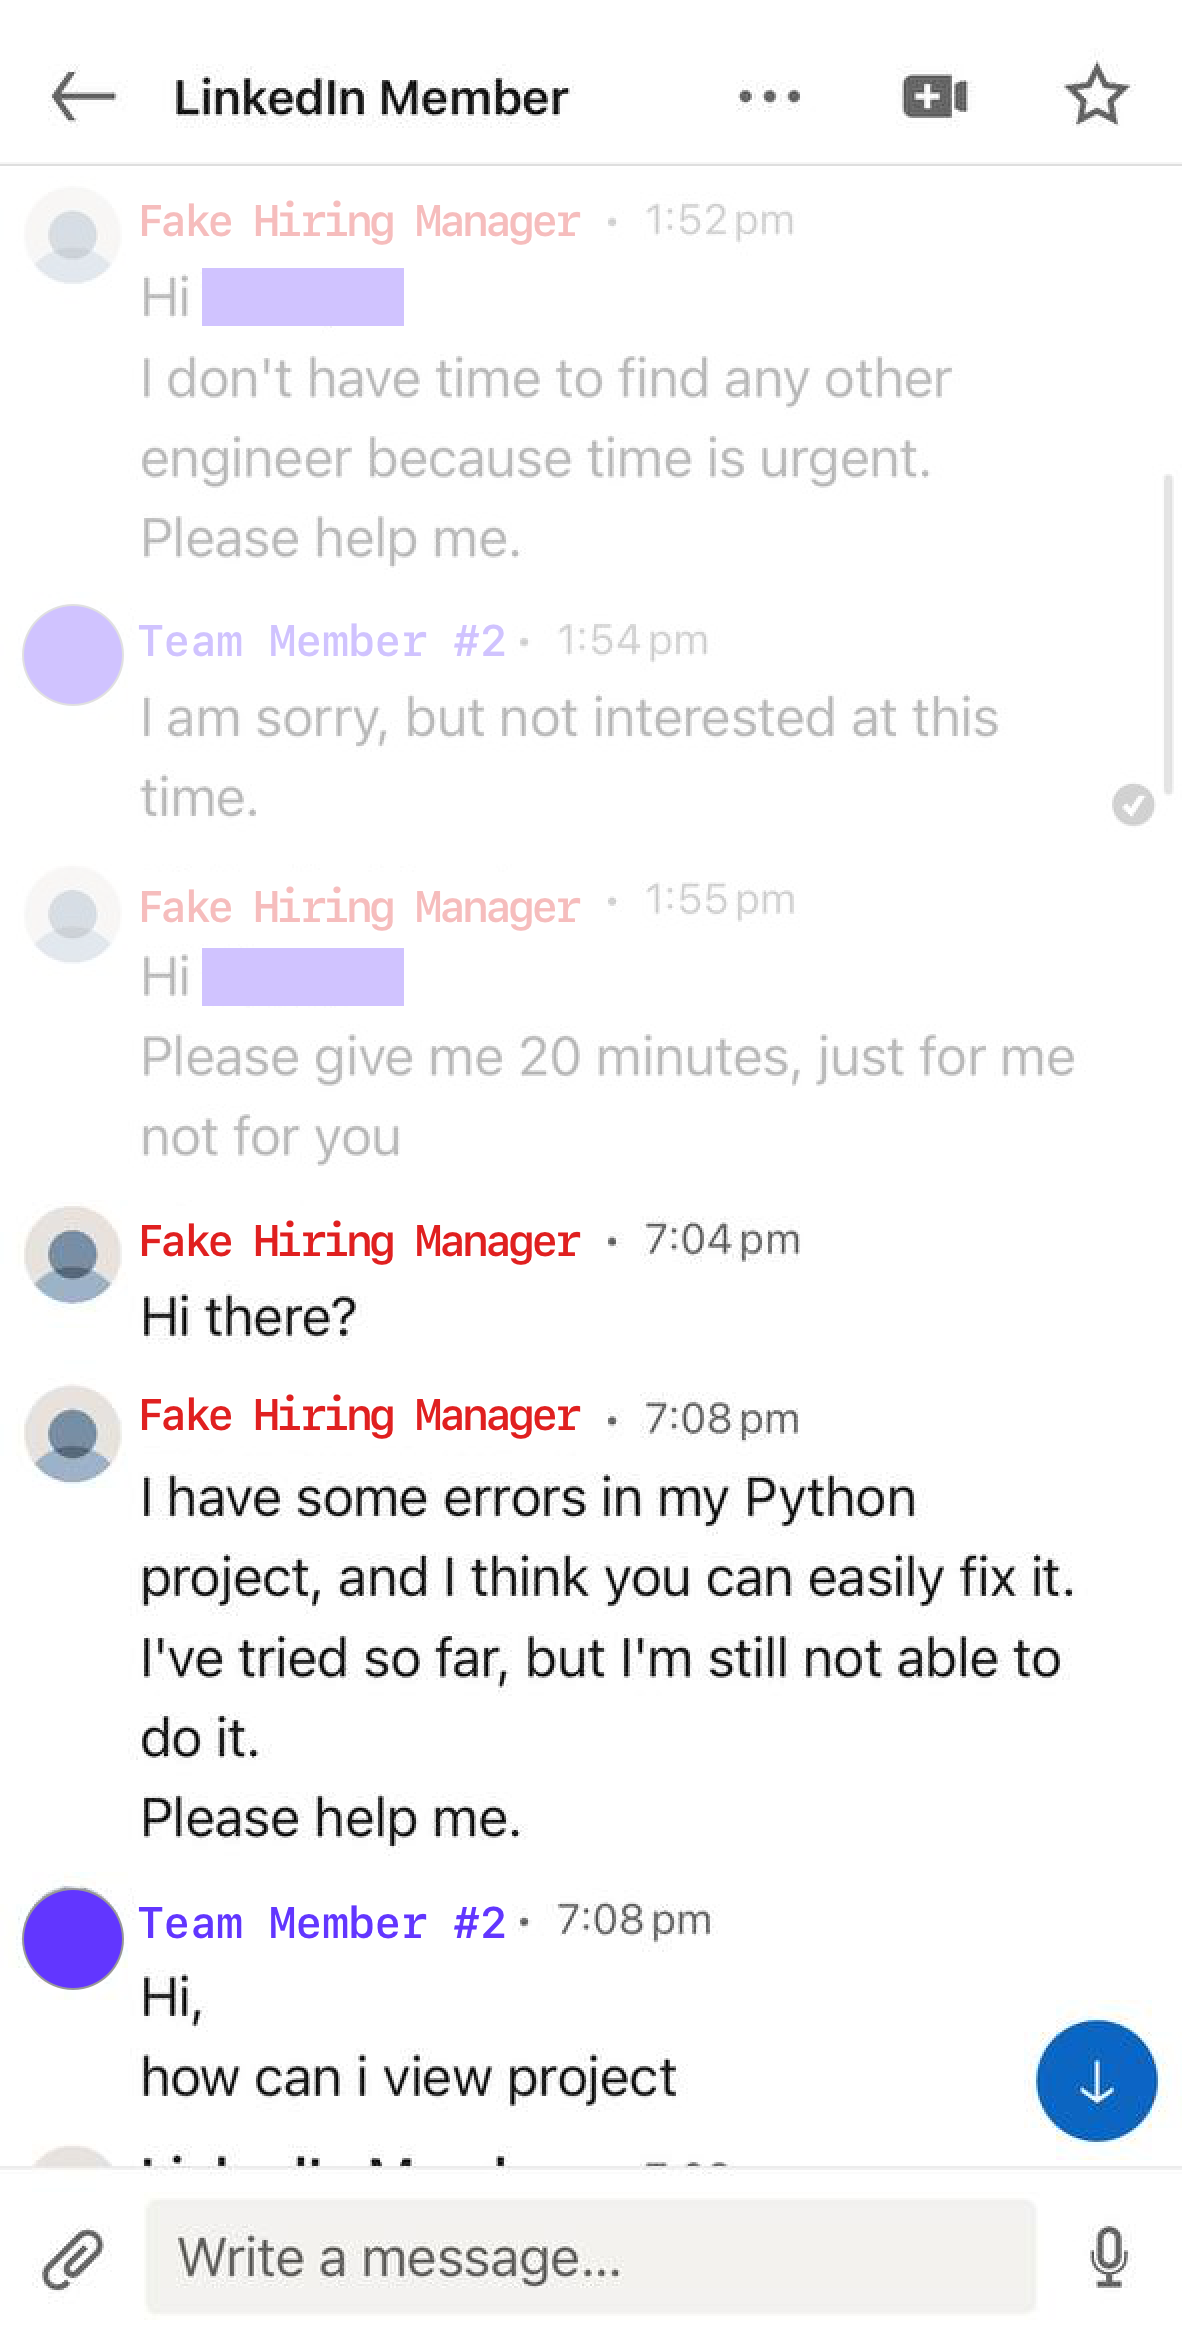 LinkedIn Member
Fake Hiring Manager • 1:52 pm
Hi
I don't have time to find any other
engineer because time is urgent.
Please help me.
Team Member #2 • 1:54 pm
I am sorry, but not interested at this
time.
Fake Hiring Manager • 1:55 pm
Hi
Please give me 20 minutes, just for me
not for you
Fake Hiring Manager • 7:04 pm
Hi there?
Fake Hiring Manager • 7:08 pm
I have some errors in my Python
project, and I think you can easily fix it.
I've tried so far, but I'm still not able to
do it.
Please help me.
Team Member #2 • 7:08 pm
Hi,
how can i view project
Write a message...